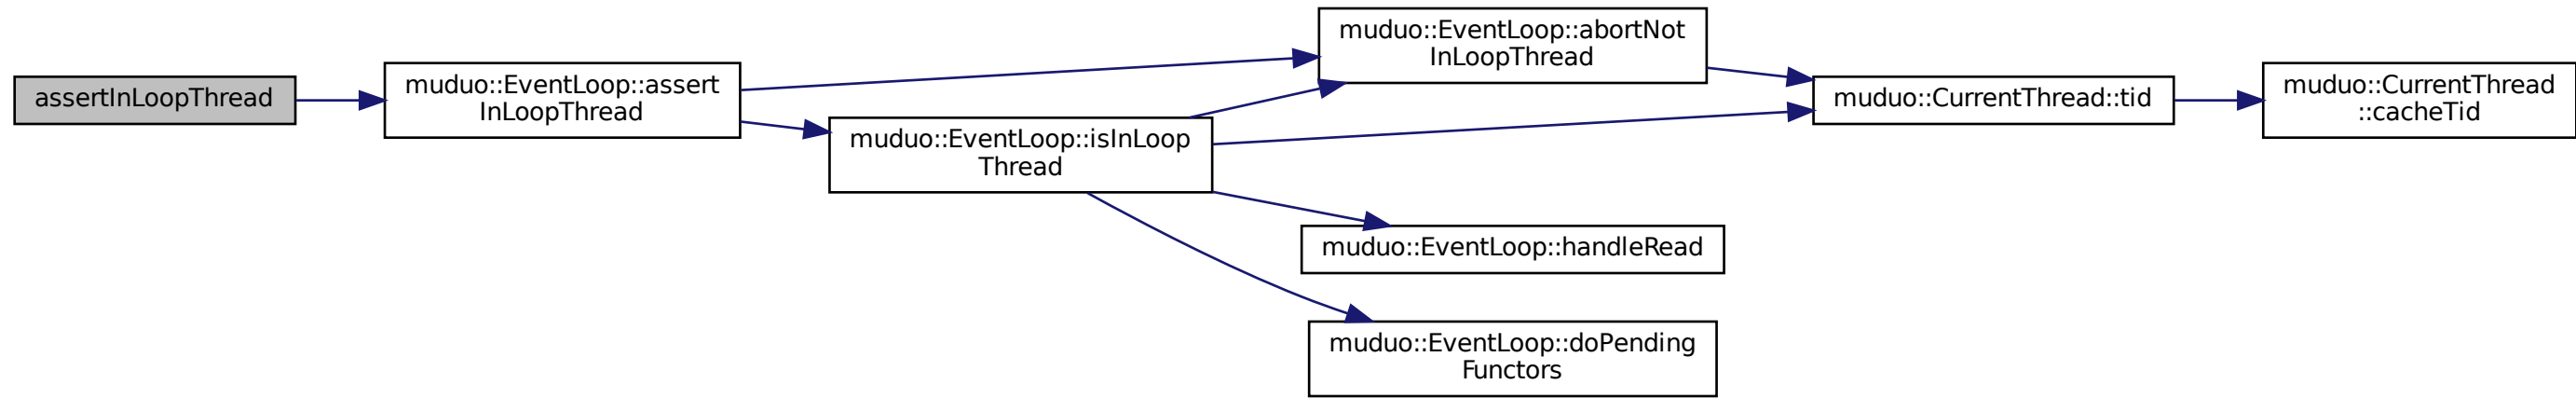 assertInLoopThread
muduo::EventLoop::assert
InLoopThread
muduo::EventLoop::isInLoop
Thread
muduo::EventLoop::abortNot
InLoopThread
muduo::CurrentThread::tid
muduo::CurrentThread
::cacheTid
muduo::EventLoop::handleRead
muduo::EventLoop::doPending
Functors